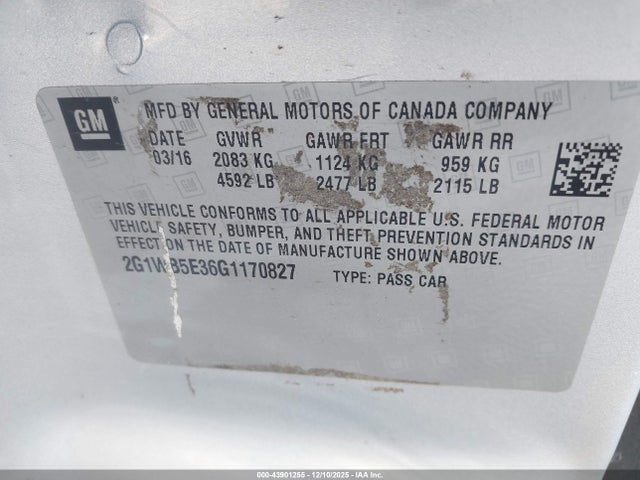 GM
MFD BY GENERAL MOTORS OF CANADA COMPANY
DATE GVWR GAWR FRT GAWR RR
03/16 2083 KG 1124 KG 959 KG
4592 LB 2477 LB 2115 LB
THIS VEHICLE CONFORMS TO ALL APPLICABLE U.S. FEDERAL MOTOR
VEHICLE SAFETY, BUMPER, AND THEFT PREVENTION STANDARDS IN
EFFECT ON THE DATE OF MANUFACTURE SHOWN ABOVE.
TYPE: PASS CAR
000-43901255 - 12/10/2025 - IAA Inc.